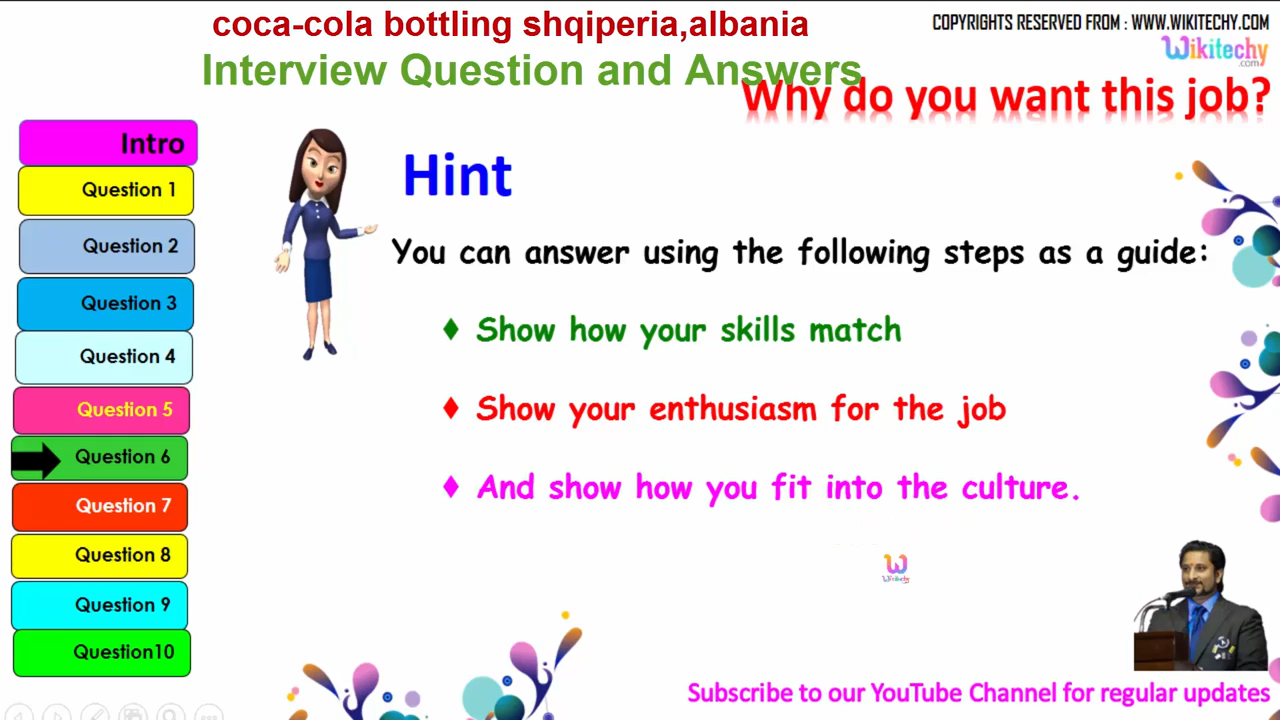 coca-cola bottling shqiperia,albania
COPYRIGHTS RESERVED FROM : WWW.WIKITECHY.COM
Wikitechy
.com
Interview Question and Answers
Why do you want this job?
Intro
Question 1
Question 2
Question 3
Question 4
Question 5
Question 6
Question 7
Question 8
Question 9
Question10
Hint
You can answer using the following steps as a guide:
Show how your skills match
Show your enthusiasm for the job
And show how you fit into the culture.
W
Wikitechy
Subscribe to our YouTube Channel for regular updates